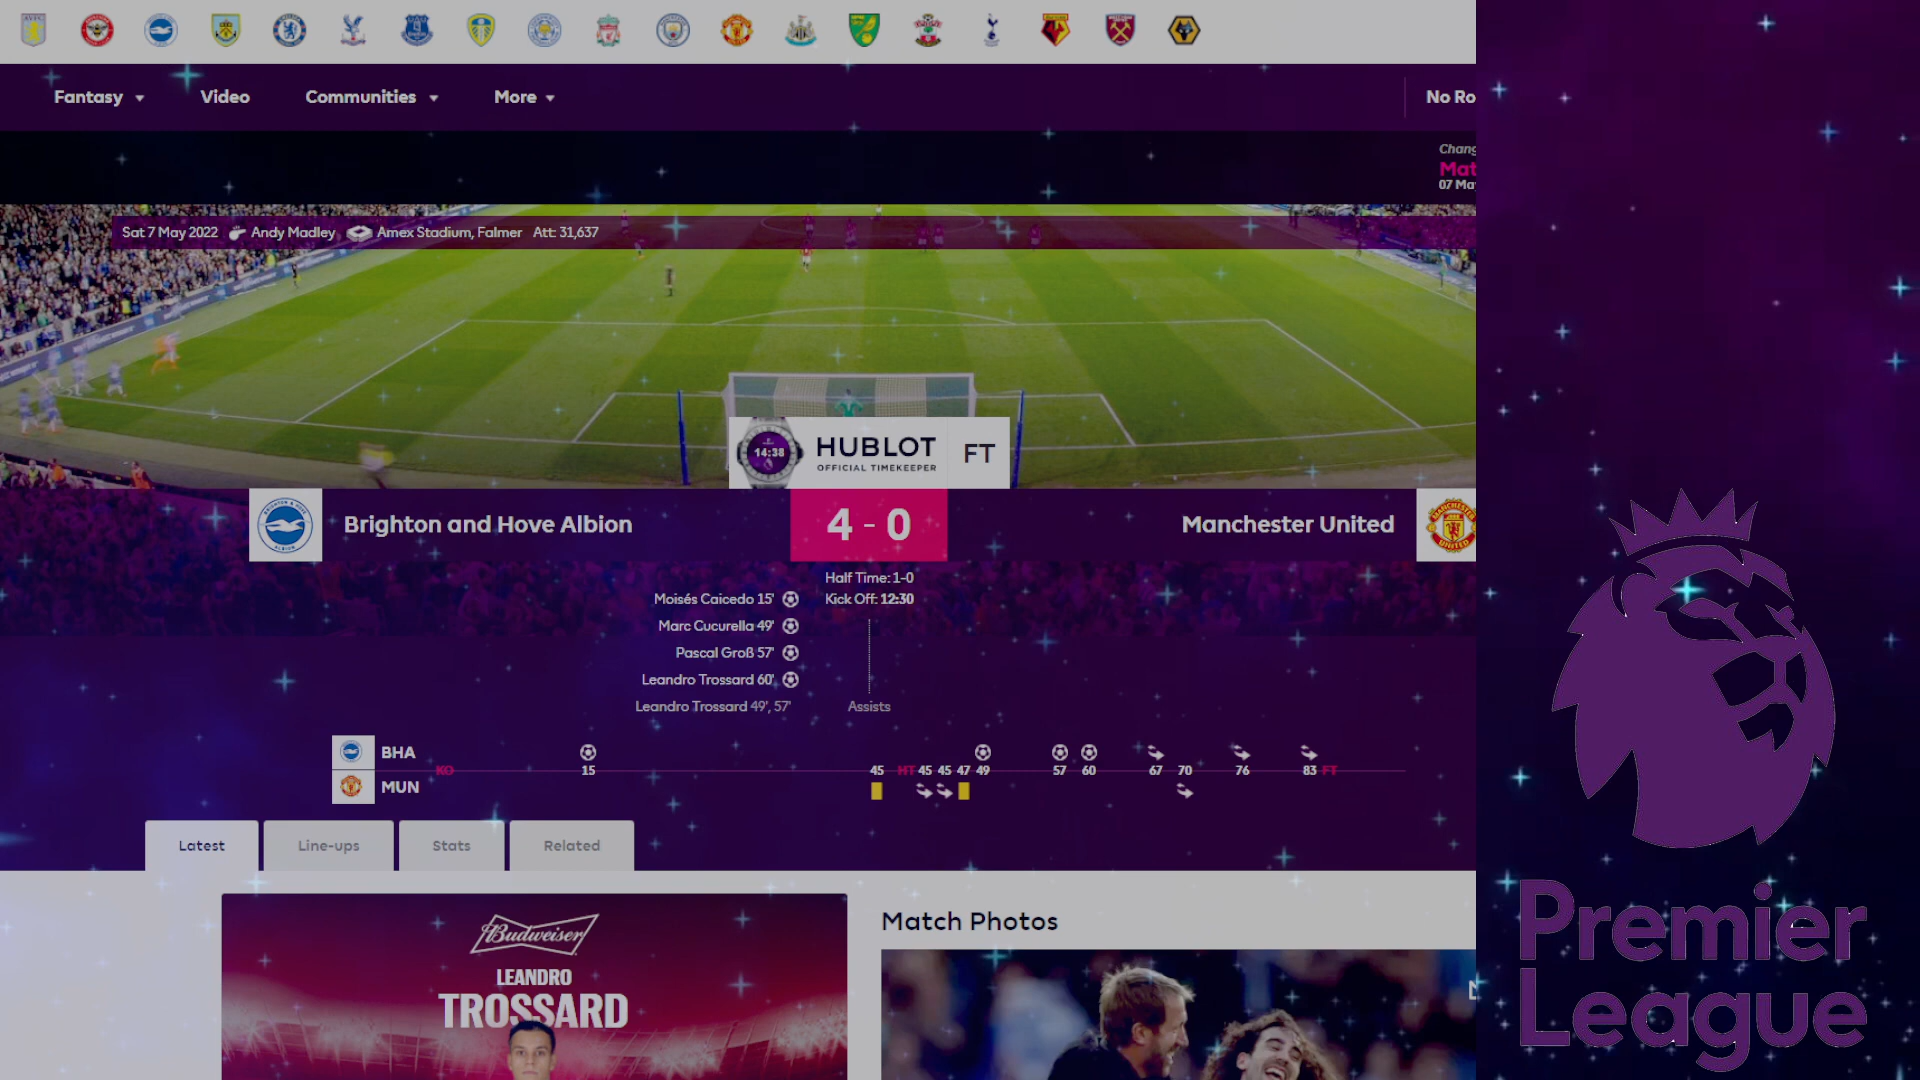 Fantasy
Video
Communities
More
No Ro
Chang
Mat
07 Ma
Sat 7 May 2022 Andy Madley Amex Stadium, Falmer Att: 31,637
14:38
HUBLOT
OFFICIAL TIMEKEEPER
FT
Brighton and Hove Albion
4 - 0
Manchester United
MANCHESTER
UNITED
Half Time: 1-0
Kick Off: 12:30
Moisés Caicedo 15'
Marc Cucurella 49'
Pascal Groß 57'
Leandro Trossard 60'
Leandro Trossard 49', 57'
Assists
BHA
KO 15 45 HT 45 45 47 49 57 60 67 70 76 83 FT
MUN
Latest
Line-ups
Stats
Related
Budweiser
LEANDRO
TROSSARD
Match Photos
Premier
League